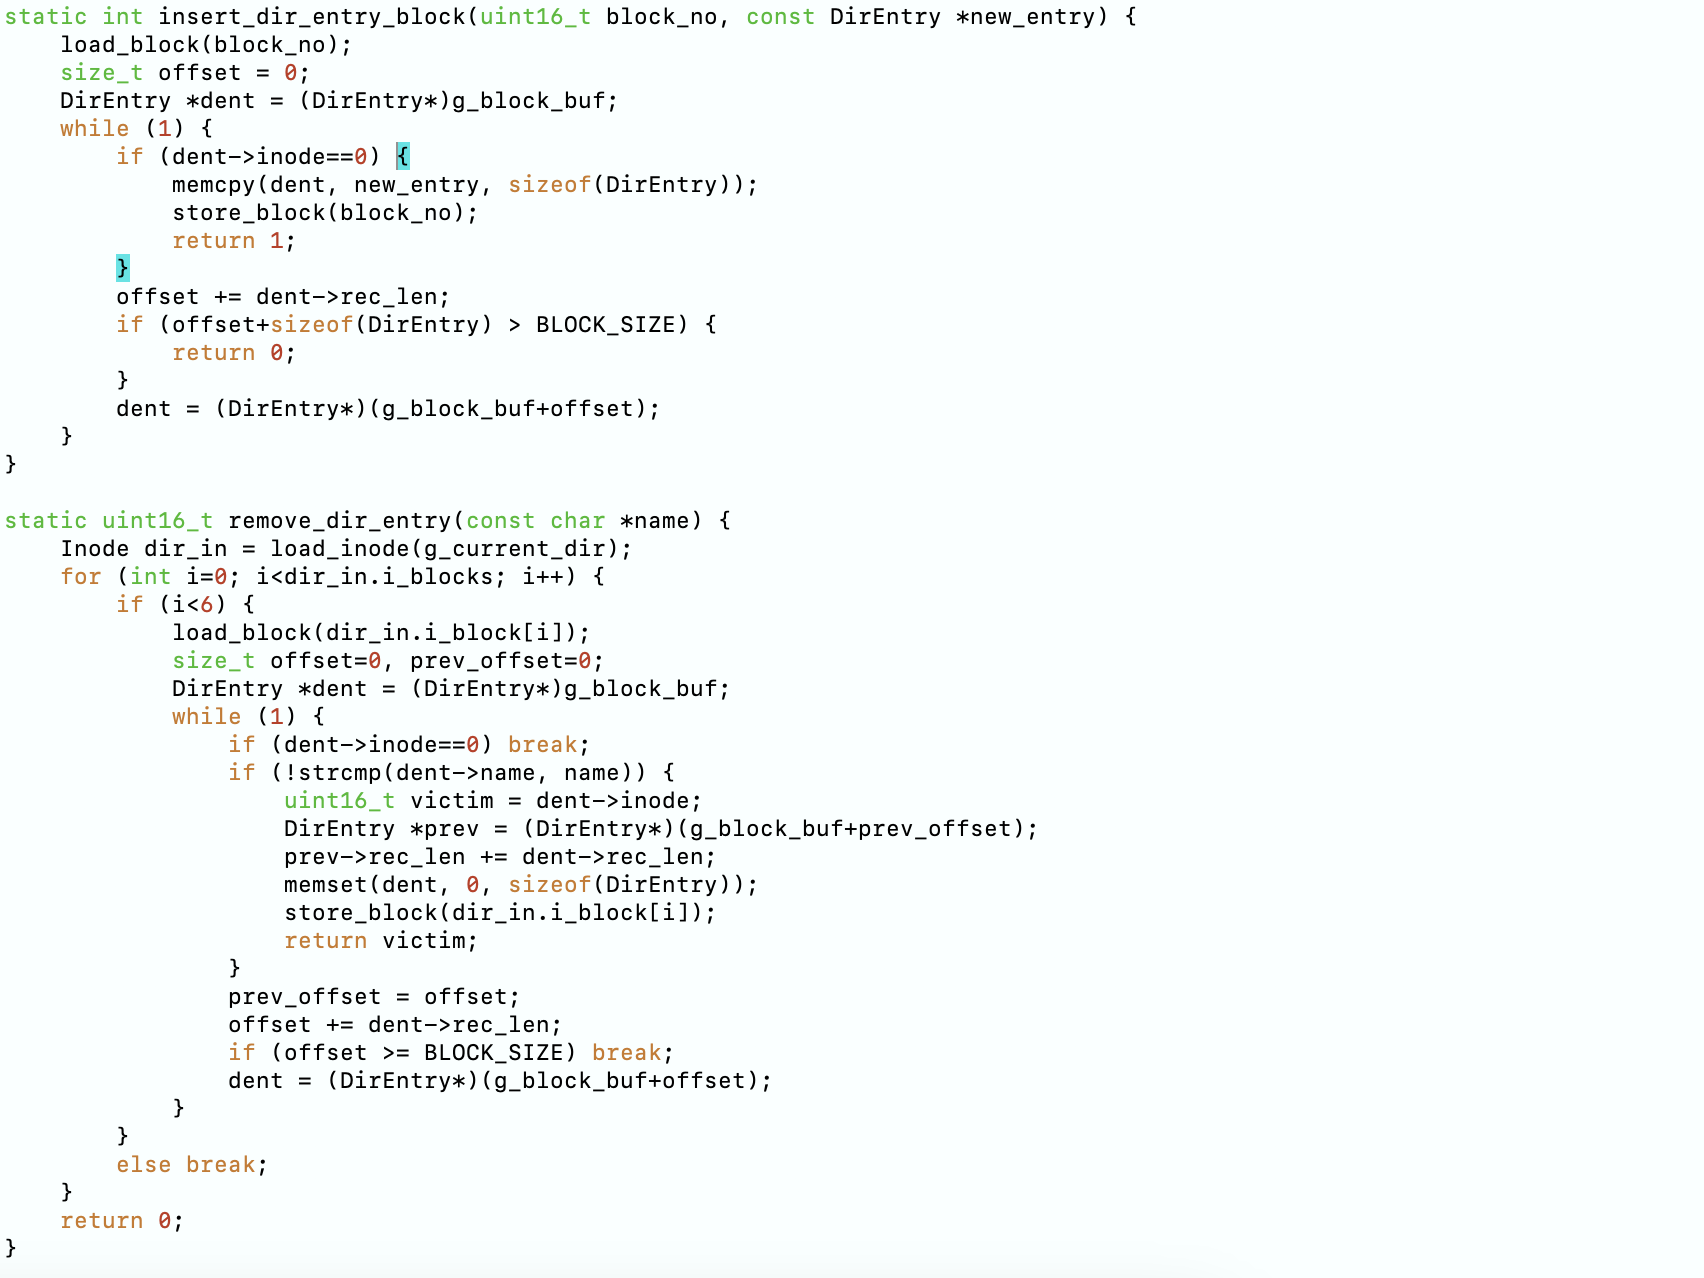 static int insert_dir_entry_block(uint16_t block_no, const DirEntry *new_entry) {
    load_block(block_no);
    size_t offset = 0;
    DirEntry *dent = (DirEntry*)g_block_buf;
    while (1) {
        if (dent->inode==0) {
            memcpy(dent, new_entry, sizeof(DirEntry));
            store_block(block_no);
            return 1;
        }
        offset += dent->rec_len;
        if (offset+sizeof(DirEntry) > BLOCK_SIZE) {
            return 0;
        }
        dent = (DirEntry*)(g_block_buf+offset);
    }
}

static uint16_t remove_dir_entry(const char *name) {
    Inode dir_in = load_inode(g_current_dir);
    for (int i=0; i<dir_in.i_blocks; i++) {
        if (i<6) {
            load_block(dir_in.i_block[i]);
            size_t offset=0, prev_offset=0;
            DirEntry *dent = (DirEntry*)g_block_buf;
            while (1) {
                if (dent->inode==0) break;
                if (!strcmp(dent->name, name)) {
                    uint16_t victim = dent->inode;
                    DirEntry *prev = (DirEntry*)(g_block_buf+prev_offset);
                    prev->rec_len += dent->rec_len;
                    memset(dent, 0, sizeof(DirEntry));
                    store_block(dir_in.i_block[i]);
                    return victim;
                }
                prev_offset = offset;
                offset += dent->rec_len;
                if (offset >= BLOCK_SIZE) break;
                dent = (DirEntry*)(g_block_buf+offset);
            }
        }
        else break;
    }
    return 0;
}